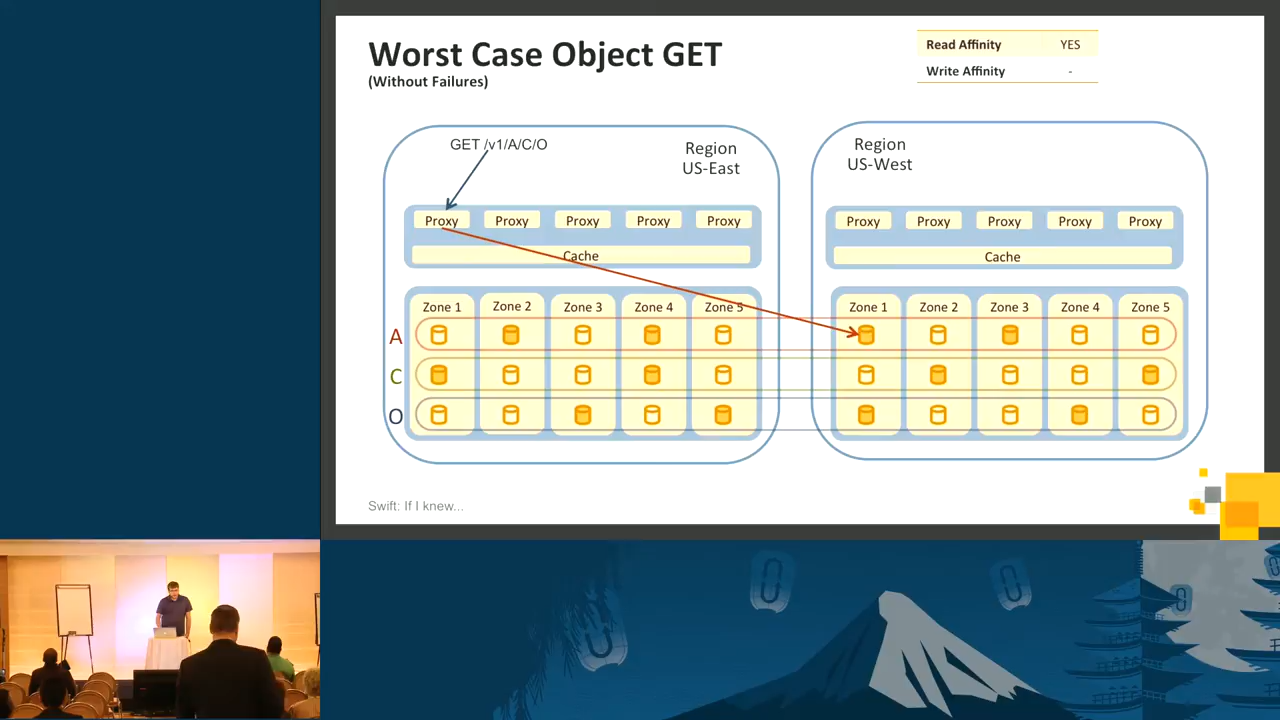 Worst Case Object GET
(Without Failures)
Read Affinity YES
Write Affinity -
GET /v1/A/C/O
Region
US-East
Region
US-West
Proxy Proxy Proxy Proxy Proxy
Cache
Proxy Proxy Proxy Proxy Proxy
Cache
Zone 1 Zone 2 Zone 3 Zone 4 Zone 5
Zone 1 Zone 2 Zone 3 Zone 4 Zone 5
A
C
O
Swift: If I knew...